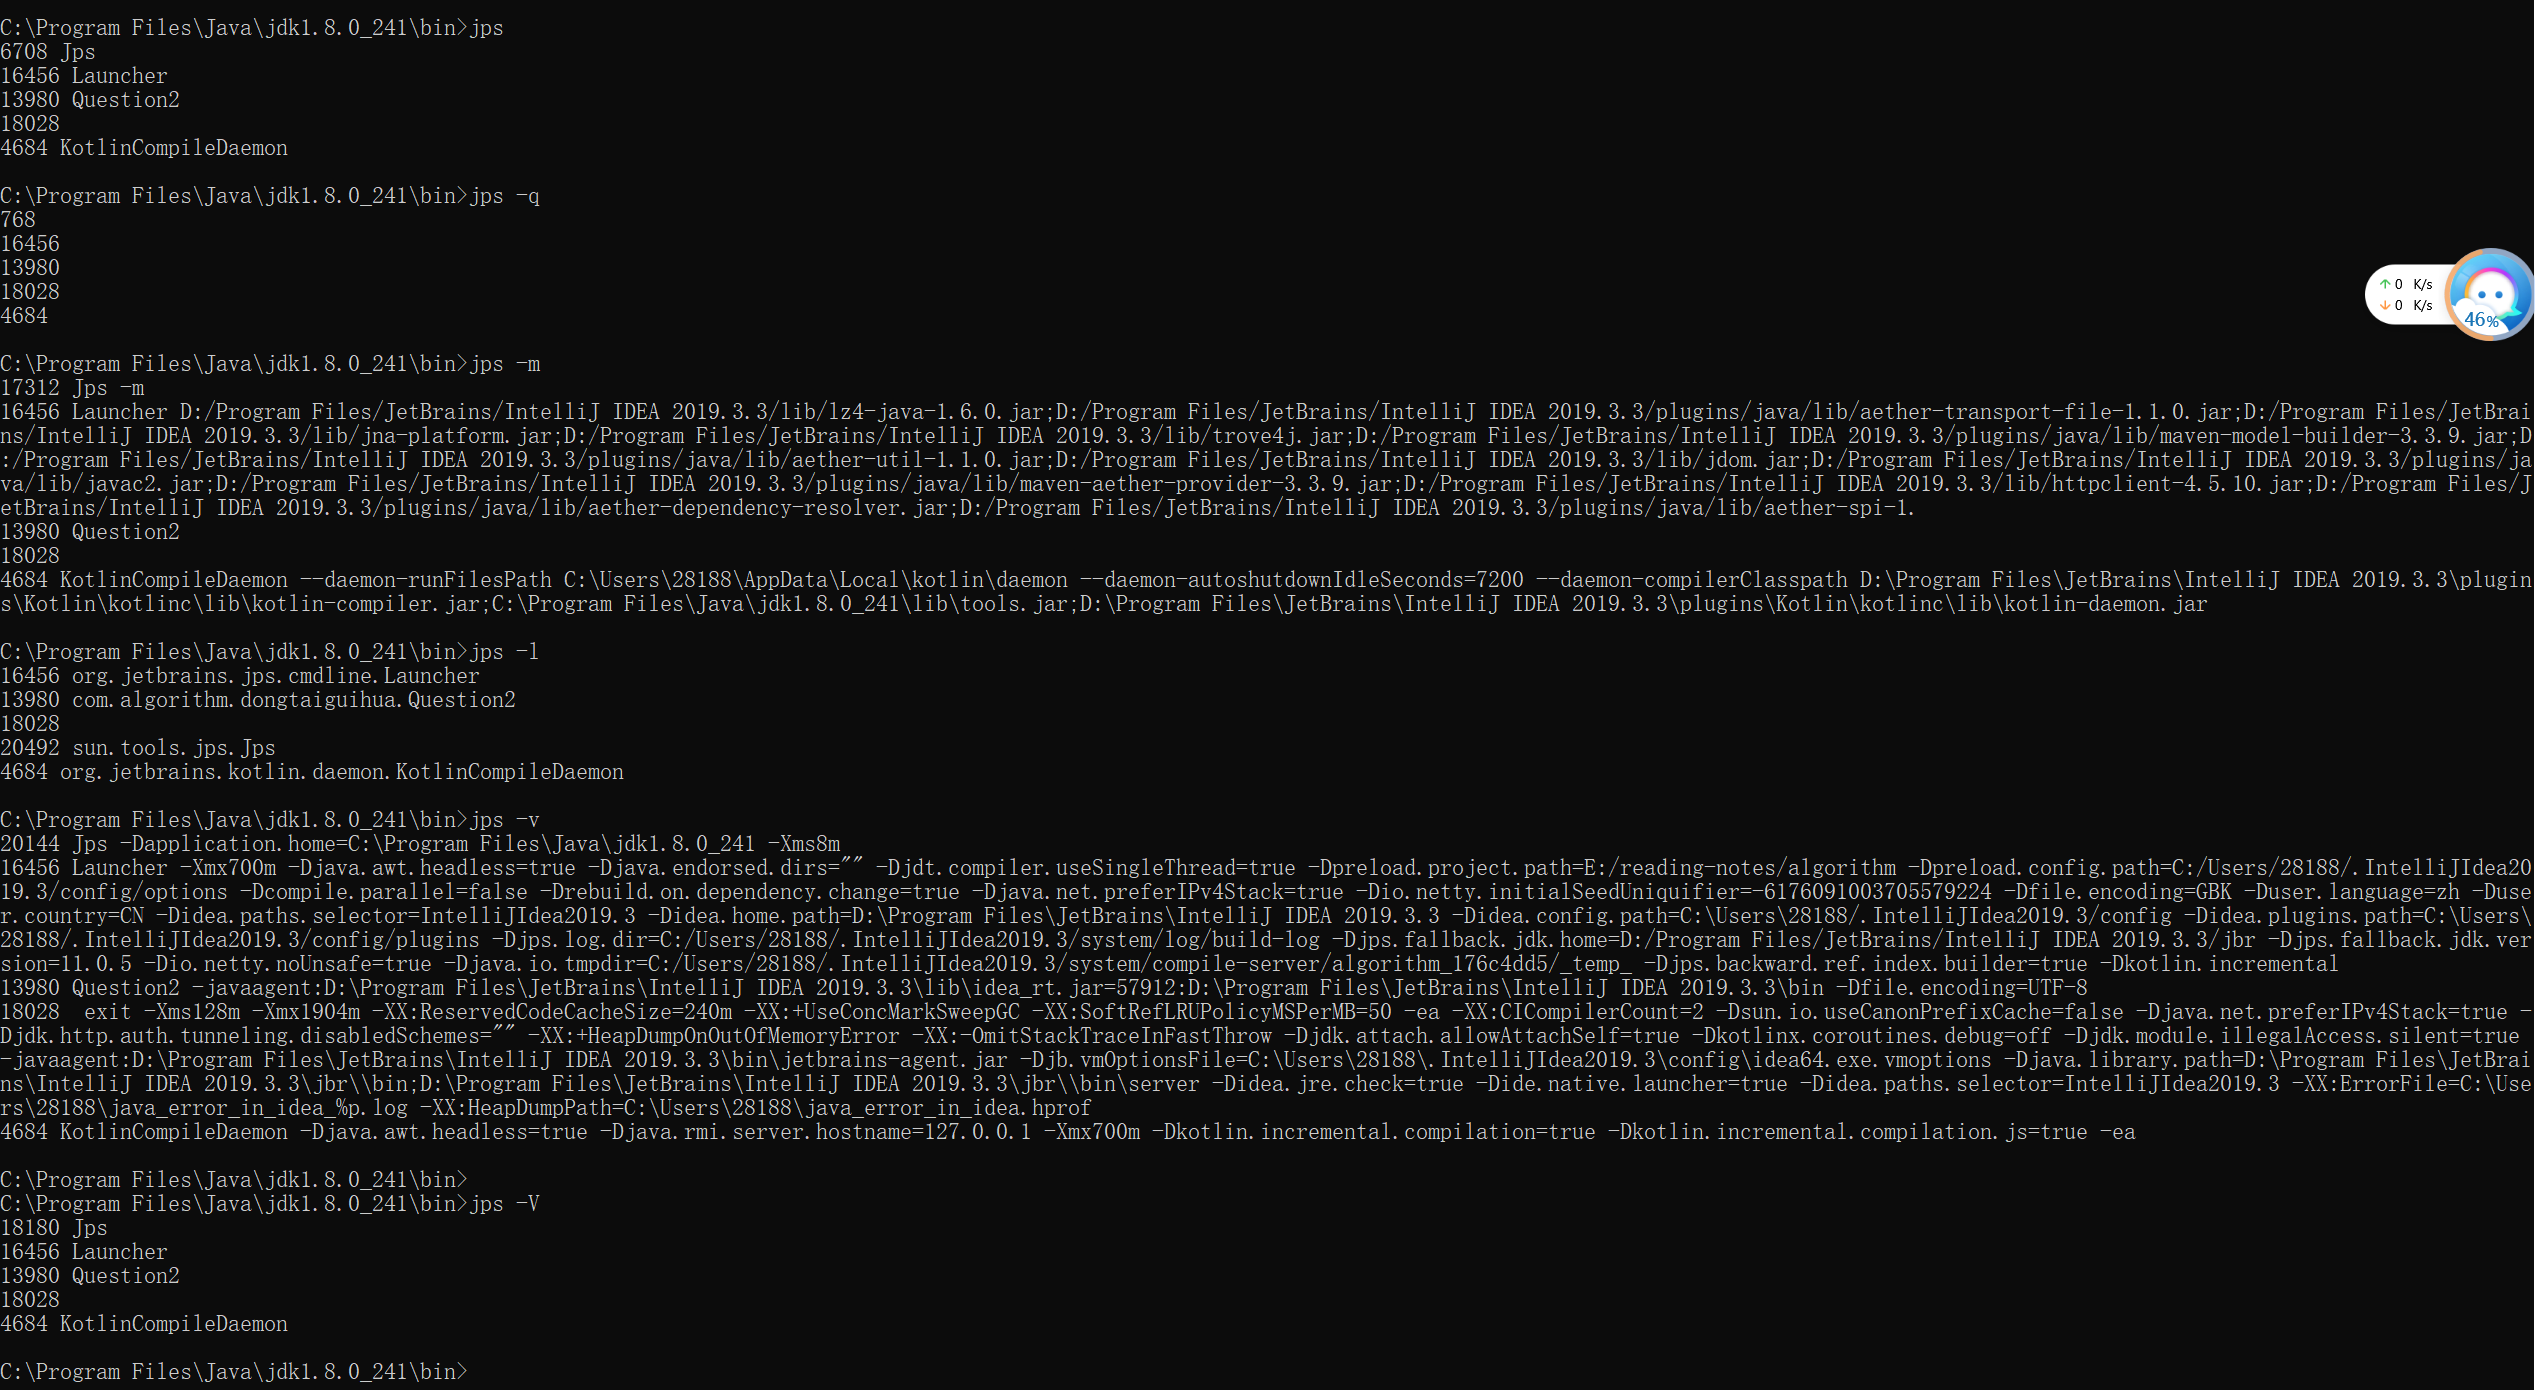 C:\Program Files\Java\jdk1.8.0_241\bin>jps
6708 Jps
16456 Launcher
13980 Question2
18028
4684 KotlinCompileDaemon
C:\Program Files\Java\jdk1.8.0_241\bin>jps -q
768
16456
13980
18028
4684
↑ 0 K/s
↓ 0 K/s
46%
C:\Program Files\Java\jdk1.8.0_241\bin>jps -m
17312 Jps -m
16456 Launcher D:/Program Files/JetBrains/IntelliJ IDEA 2019.3.3/lib/lz4-java-1.6.0.jar;D:/Program Files/JetBrains/IntelliJ IDEA 2019.3.3/plugins/java/lib/aether-transport-file-1.1.0.jar;D:/Program Files/JetBrai
ns/IntelliJ IDEA 2019.3.3/lib/jna-platform.jar;D:/Program Files/JetBrains/IntelliJ IDEA 2019.3.3/lib/trove4j.jar;D:/Program Files/JetBrains/IntelliJ IDEA 2019.3.3/plugins/java/lib/maven-model-builder-3.3.9.jar;D
:/Program Files/JetBrains/IntelliJ IDEA 2019.3.3/plugins/java/lib/aether-util-1.1.0.jar;D:/Program Files/JetBrains/IntelliJ IDEA 2019.3.3/lib/jdom.jar;D:/Program Files/JetBrains/IntelliJ IDEA 2019.3.3/plugins/ja
va/lib/javac2.jar;D:/Program Files/JetBrains/IntelliJ IDEA 2019.3.3/plugins/java/lib/maven-aether-provider-3.3.9.jar;D:/Program Files/JetBrains/IntelliJ IDEA 2019.3.3/lib/httpclient-4.5.10.jar;D:/Program Files/J
etBrains/IntelliJ IDEA 2019.3.3/plugins/java/lib/aether-dependency-resolver.jar;D:/Program Files/JetBrains/IntelliJ IDEA 2019.3.3/plugins/java/lib/aether-spi-1.
13980 Question2
18028
4684 KotlinCompileDaemon --daemon-runFilesPath C:\Users\28188\AppData\Local\kotlin\daemon --daemon-autoshutdownIdleSeconds=7200 --daemon-compilerClasspath D:\Program Files\JetBrains\IntelliJ IDEA 2019.3.3\plugin
s\Kotlin\kotlinc\lib\kotlin-compiler.jar;C:\Program Files\Java\jdk1.8.0_241\lib\tools.jar;D:\Program Files\JetBrains\IntelliJ IDEA 2019.3.3\plugins\Kotlin\kotlinc\lib\kotlin-daemon.jar
C:\Program Files\Java\jdk1.8.0_241\bin>jps -l
16456 org.jetbrains.jps.cmdline.Launcher
13980 com.algorithm.dongtaiguihua.Question2
18028
20492 sun.tools.jps.Jps
4684 org.jetbrains.kotlin.daemon.KotlinCompileDaemon
C:\Program Files\Java\jdk1.8.0_241\bin>jps -v
20144 Jps -Dapplication.home=C:\Program Files\Java\jdk1.8.0_241 -Xms8m
16456 Launcher -Xmx700m -Djava.awt.headless=true -Djava.endorsed.dirs="" -Djdt.compiler.useSingleThread=true -Dpreload.project.path=E:/reading-notes/algorithm -Dpreload.config.path=C:/Users/28188/.IntelliJIdea20
19.3/config/options -Dcompile.parallel=false -Drebuild.on.dependency.change=true -Djava.net.preferIPv4Stack=true -Dio.netty.initialSeedUniquifier=-6176091003705579224 -Dfile.encoding=GBK -Duser.language=zh -Duse
r.country=CN -Didea.paths.selector=IntelliJIdea2019.3 -Didea.home.path=D:\Program Files\JetBrains\IntelliJ IDEA 2019.3.3 -Didea.config.path=C:\Users\28188/.IntelliJIdea2019.3/config -Didea.plugins.path=C:\Users\
28188/.IntelliJIdea2019.3/config/plugins -Djps.log.dir=C:/Users/28188/.IntelliJIdea2019.3/system/log/build-log -Djps.fallback.jdk.home=D:/Program Files/JetBrains/IntelliJ IDEA 2019.3.3/jbr -Djps.fallback.jdk.ver
sion=11.0.5 -Dio.netty.noUnsafe=true -Djava.io.tmpdir=C:/Users/28188/.IntelliJIdea2019.3/system/compile-server/algorithm_176c4dd5/_temp_ -Djps.backward.ref.index.builder=true -Dkotlin.incremental
13980 Question2 -javaagent:D:\Program Files\JetBrains\IntelliJ IDEA 2019.3.3\lib\idea_rt.jar=57912:D:\Program Files\JetBrains\IntelliJ IDEA 2019.3.3\bin -Dfile.encoding=UTF-8
18028  exit -Xms128m -Xmx1904m -XX:ReservedCodeCacheSize=240m -XX:+UseConcMarkSweepGC -XX:SoftRefLRUPolicyMSPerMB=50 -ea -XX:CICompilerCount=2 -Dsun.io.useCanonPrefixCache=false -Djava.net.preferIPv4Stack=true -
Djdk.http.auth.tunneling.disabledSchemes="" -XX:+HeapDumpOnOutOfMemoryError -XX:-OmitStackTraceInFastThrow -Djdk.attach.allowAttachSelf=true -Dkotlinx.coroutines.debug=off -Djdk.module.illegalAccess.silent=true
-javaagent:D:\Program Files\JetBrains\IntelliJ IDEA 2019.3.3\bin\jetbrains-agent.jar -Djb.vmOptionsFile=C:\Users\28188\.IntelliJIdea2019.3\config\idea64.exe.vmoptions -Djava.library.path=D:\Program Files\JetBrai
ns\IntelliJ IDEA 2019.3.3\jbr\\bin;D:\Program Files\JetBrains\IntelliJ IDEA 2019.3.3\jbr\\bin\server -Didea.jre.check=true -Dide.native.launcher=true -Didea.paths.selector=IntelliJIdea2019.3 -XX:ErrorFile=C:\Use
rs\28188\java_error_in_idea_%p.log -XX:HeapDumpPath=C:\Users\28188\java_error_in_idea.hprof
4684 KotlinCompileDaemon -Djava.awt.headless=true -Djava.rmi.server.hostname=127.0.0.1 -Xmx700m -Dkotlin.incremental.compilation=true -Dkotlin.incremental.compilation.js=true -ea
C:\Program Files\Java\jdk1.8.0_241\bin>
C:\Program Files\Java\jdk1.8.0_241\bin>jps -V
18180 Jps
16456 Launcher
13980 Question2
18028
4684 KotlinCompileDaemon
C:\Program Files\Java\jdk1.8.0_241\bin>